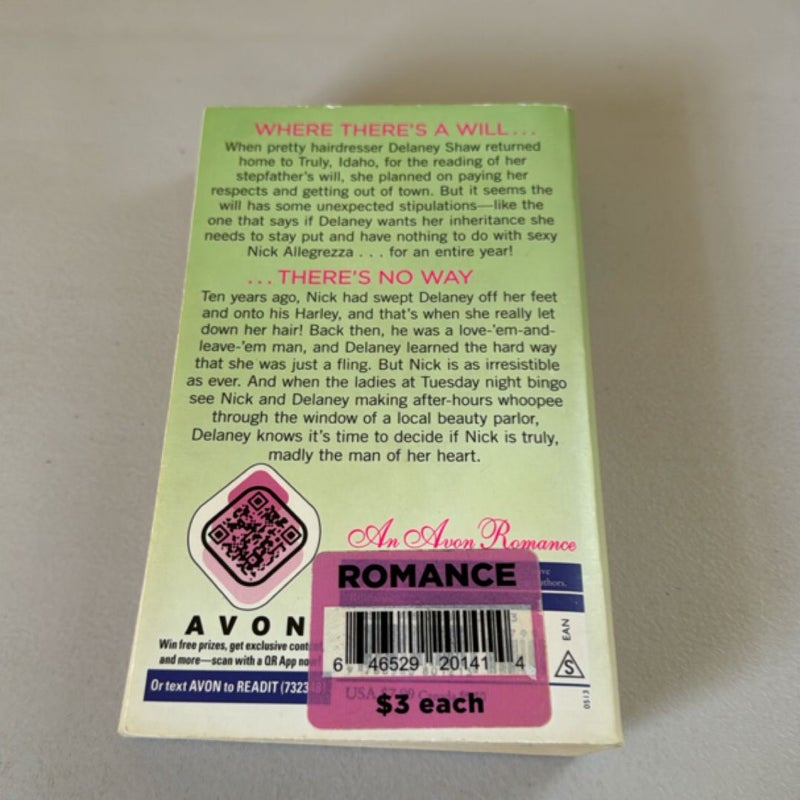 WHERE THERE'S A WILL...
When pretty hairdresser Delaney Shaw returned
home to Truly, Idaho, for the reading of her
stepfather's will, she planned on paying her
respects and getting out of town. But it seems the
will has some unexpected stipulations—like the
one that says if Delaney wants her inheritance she
needs to stay put and have nothing to do with sexy
Nick Allegrezza . . . for an entire year!
...THERE'S NO WAY
Ten years ago, Nick had swept Delaney off her feet
and onto his Harley, and that's when she really let
down her hair! Back then, he was a love-'em-and-
leave-'em man, and Delaney learned the hard way
that she was just a fling. But Nick is as irresistible
as ever. And when the ladies at Tuesday night bingo
see Nick and Delaney making after-hours whoopee
through the window of a local beauty parlor,
Delaney knows it's time to decide if Nick is truly,
madly the man of her heart.
An Avon Romance
AVON
Win free prizes, get exclusive
and more—scan with a QR App
Or text AVON to READIT (7323
ROMANCE
6 46529 20141 4
USA $7.99
$3 each
EAN
S
0513